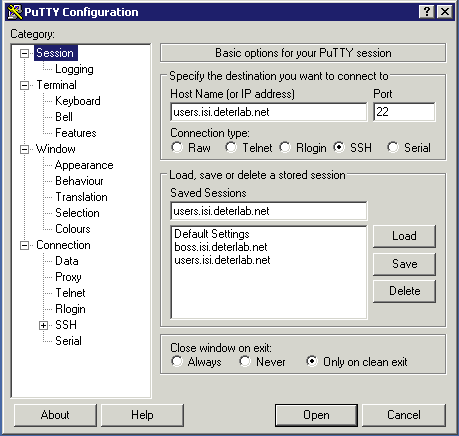 PuTTY Configuration
Category:
Session
Logging
Terminal
Keyboard
Bell
Features
Window
Appearance
Behaviour
Translation
Selection
Colours
Connection
Data
Proxy
Telnet
Rlogin
SSH
Serial
Basic options for your PuTTY session
Specify the destination you want to connect to
Host Name (or IP address) Port
users.isi.deterlab.net 22
Connection type:
Raw Telnet Rlogin SSH Serial
Load, save or delete a stored session
Saved Sessions
users.isi.deterlab.net
Default Settings
boss.isi.deterlab.net
users.isi.deterlab.net
Load
Save
Delete
Close window on exit:
Always Never Only on clean exit
About Help Open Cancel